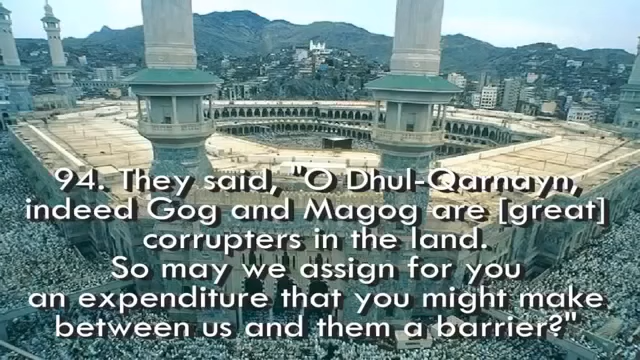 94. They said, "O Dhul-Qarnayn,
indeed Gog and Magog are [great]
corrupters in the land.
So may we assign for you
an expenditure that you might make
between us and them a barrier?"